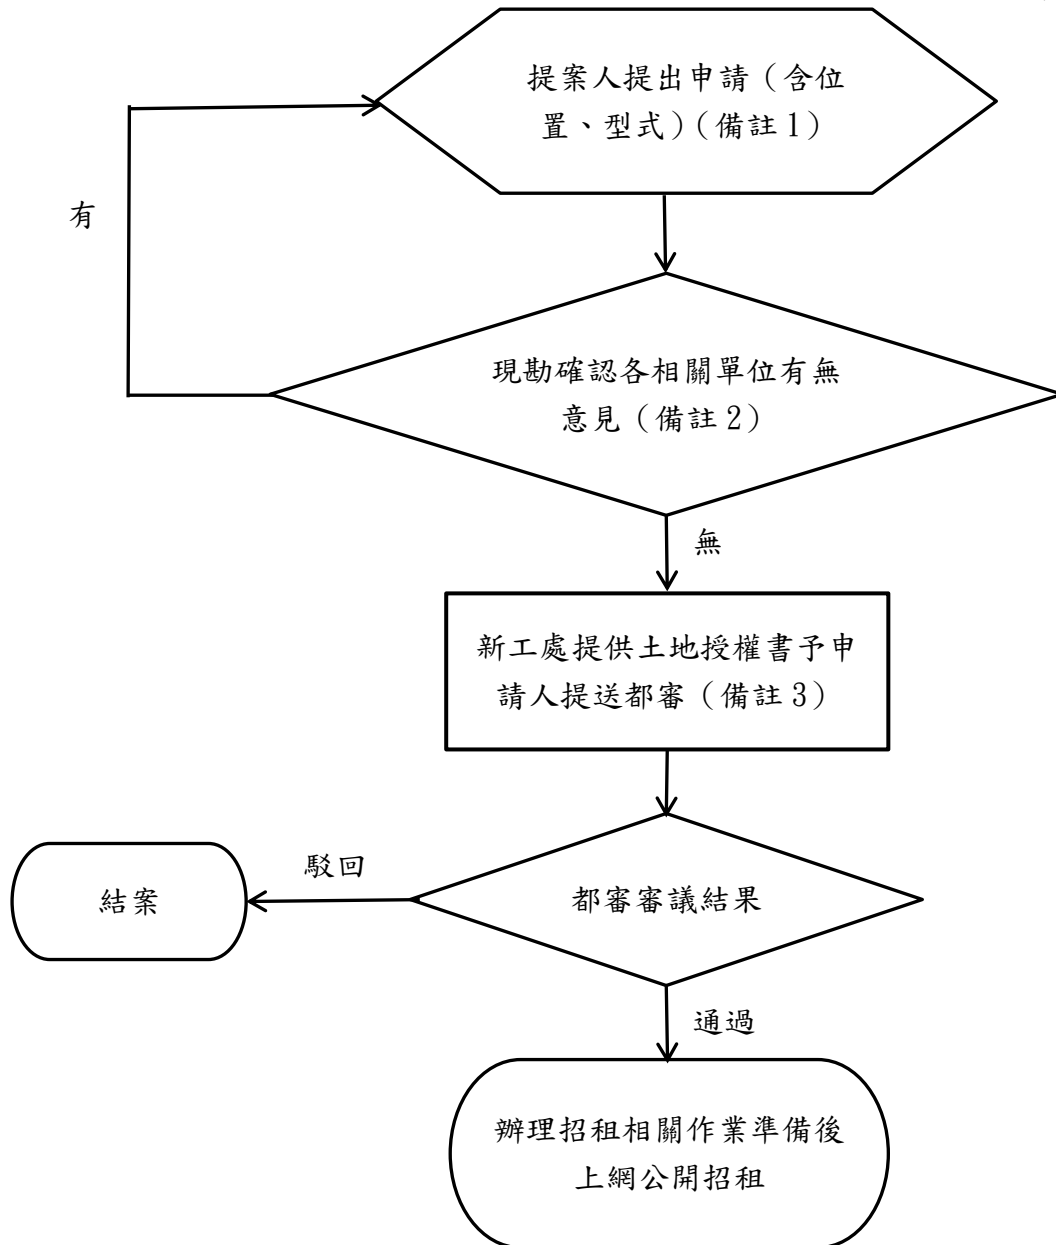 提案人提出申請（含位
置、型式）（備註1）
有
現勘確認各相關單位有無
意見（備註2）
無
新工處提供土地授權書予申
請人提送都審（備註3）
駁回
結案
都審審議結果
通過
辦理招租相關作業準備後
上網公開招租